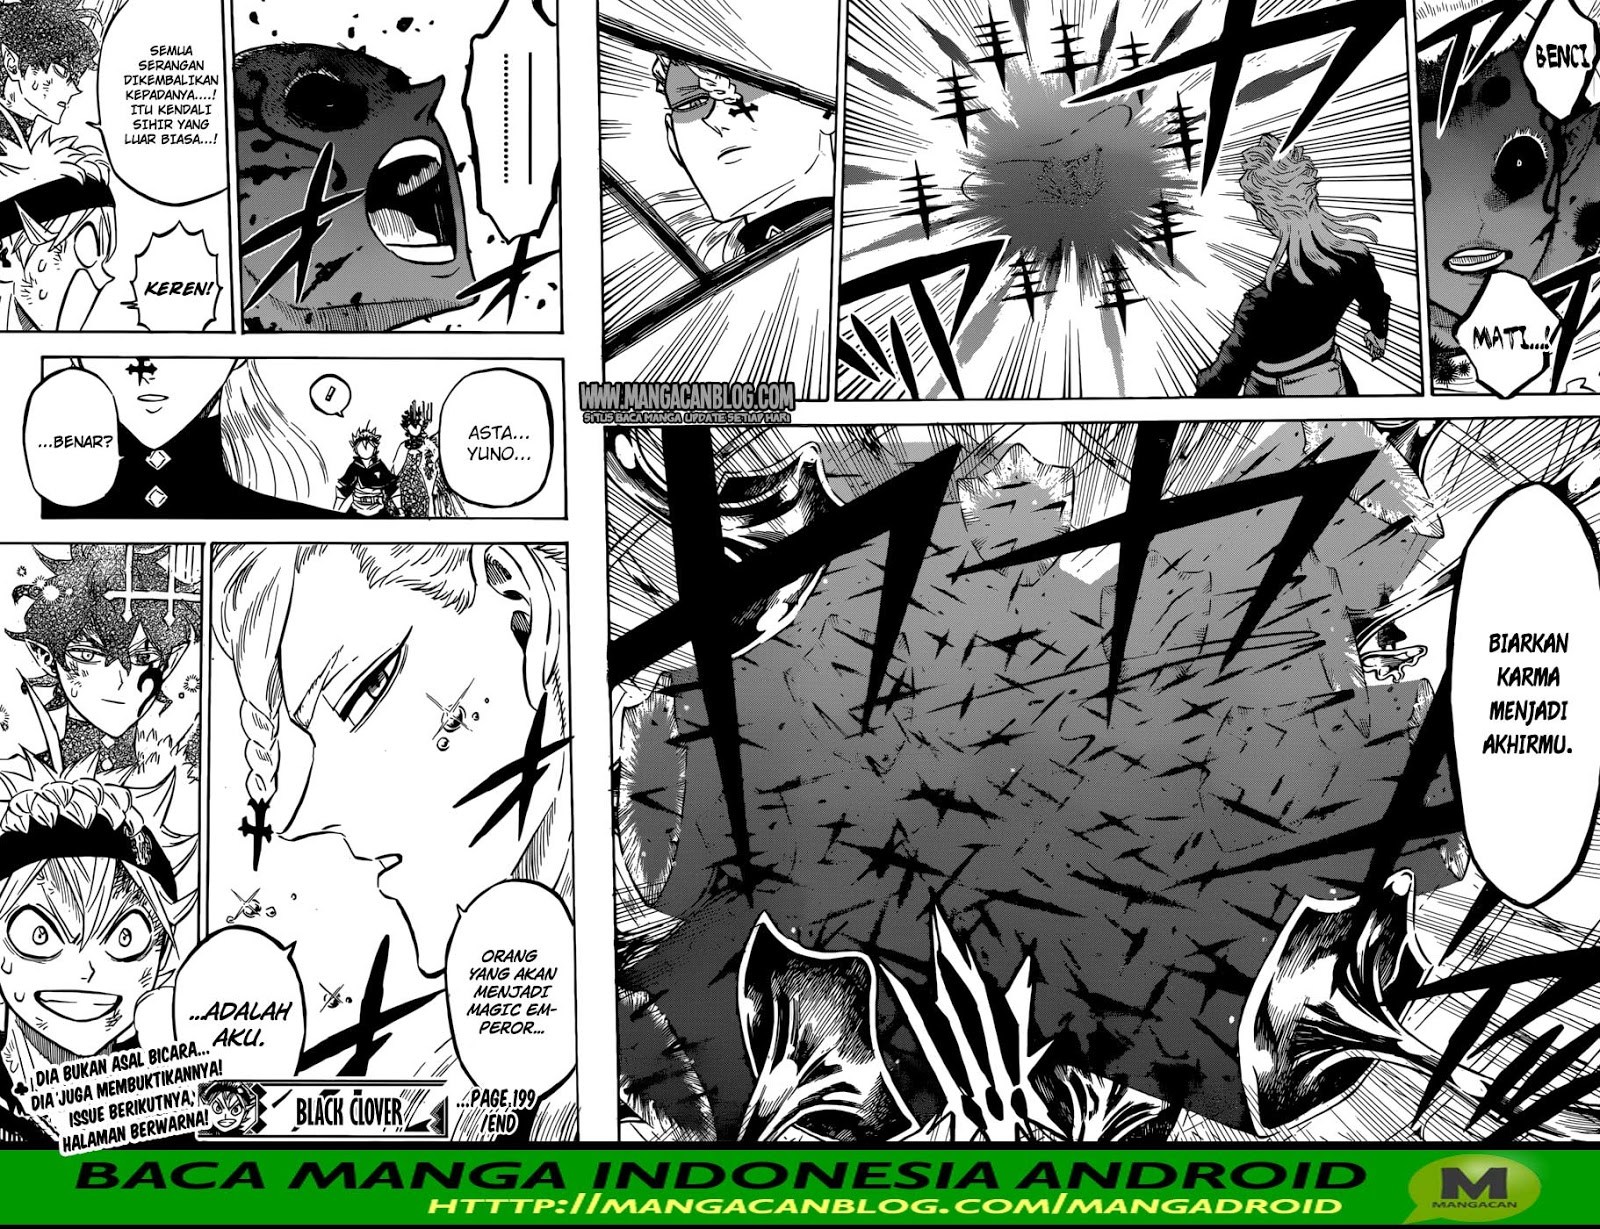 BENCI
MATI....!
BIARKAN
KARMA
MENJADI
AKHIRMU.
..........
SEMUA
SERANGAN
DIKEMBALIKAN
KEPADANYA....!
ITU KENDALI
SIHIR YANG
LUAR BIASA...!
KEREN!
ASTA...
YUNO...
!
...BENAR?
ORANG
YANG AKAN
MENJADI
MAGIC EM-
PEROR...
...ADALAH
AKU.
DIA BUKAN ASAL BICARA...
DIA JUGA MEMBUKTIKANNYA!
ISSUE BERIKUTNYA,
HALAMAN BERWARNA!
BLACK CLOVER
...PAGE.199
/END
WWW.MANGACANBLOG.COM
SITUS BACA MANGA UPDATE SETIAP HARI
BACA MANGA INDONESIA ANDROID
HTTTP://MANGACANBLOG.COM/MANGADROID
M
MANGACAN